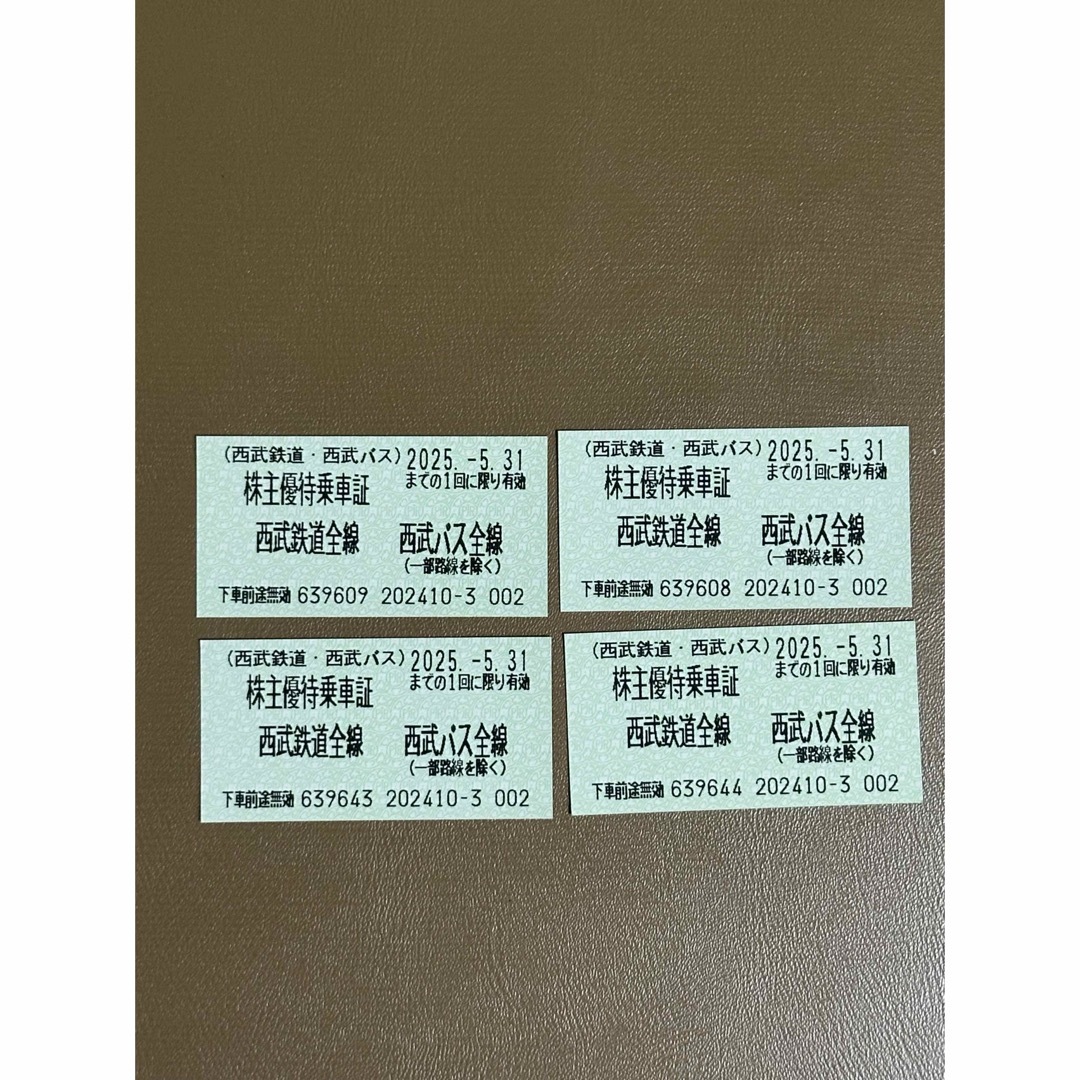 (西武鉄道・西武バス) 2025.-5.31
株主優待乗車証 までの1回に限り有効
西武鉄道全線 西武バス全線
(一部路線を除く)
下車前途無効 639609 202410-3 002
(西武鉄道・西武バス) 2025.-5.31
株主優待乗車証 までの1回に限り有効
西武鉄道全線 西武バス全線
(一部路線を除く)
下車前途無効 639608 202410-3 002
(西武鉄道・西武バス) 2025.-5.31
株主優待乗車証 までの1回に限り有効
西武鉄道全線 西武バス全線
(一部路線を除く)
下車前途無効 639643 202410-3 002
(西武鉄道・西武バス) 2025.-5.31
株主優待乗車証 までの1回に限り有効
西武鉄道全線 西武バス全線
(一部路線を除く)
下車前途無効 639644 202410-3 002